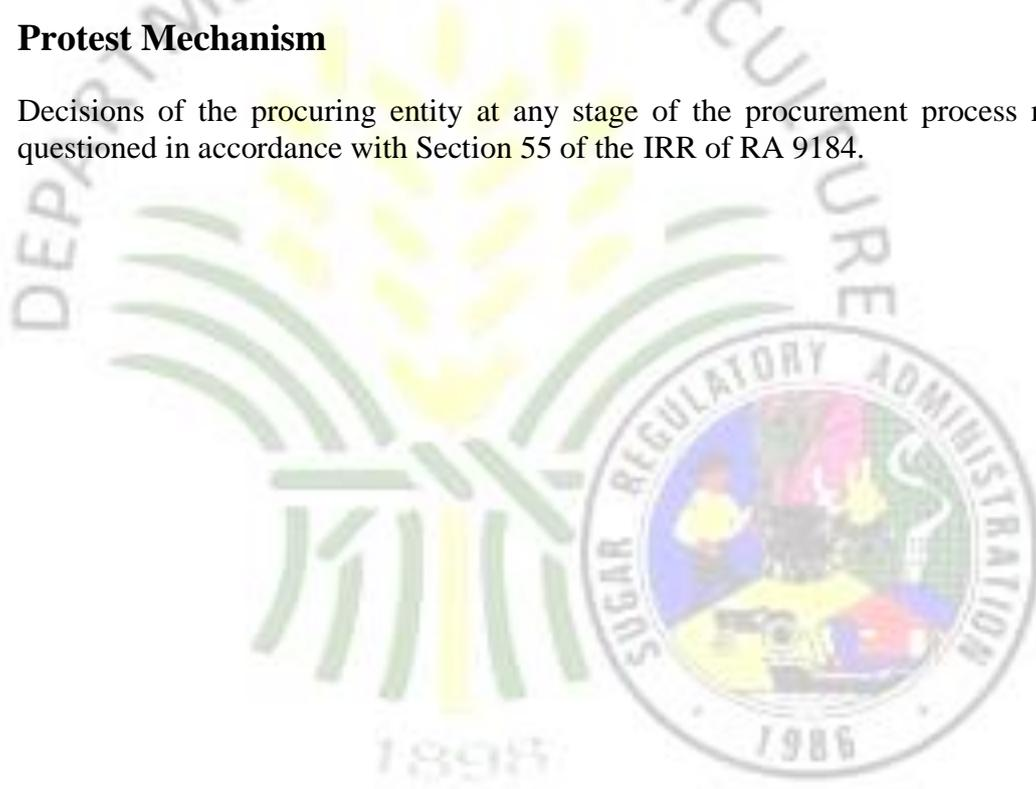 Protest Mechanism
Decisions of the procuring entity at any stage of the procurement process
questioned in accordance with Section 55 of the IRR of RA 9184.
SUGAR REGULATORY ADMINISTRATION
1986
1898